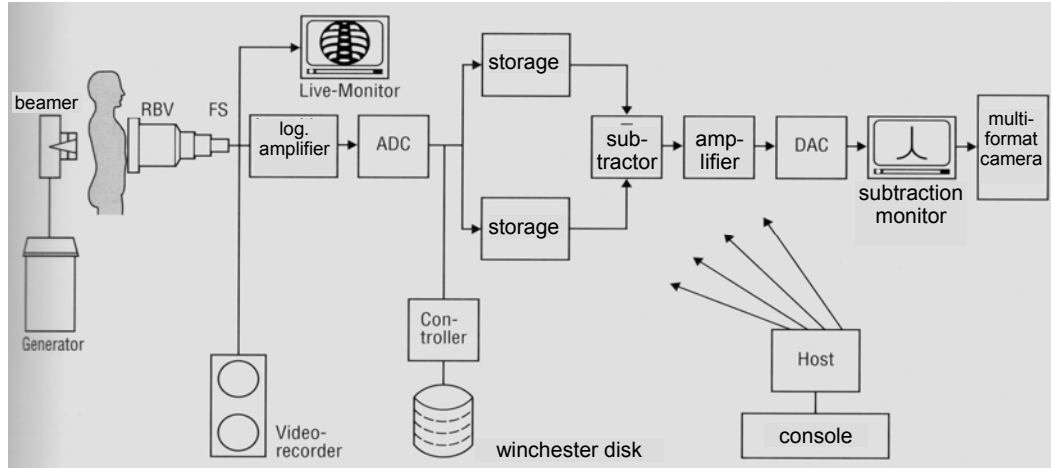 beamer
RBV
FS
Live-Monitor
log.
amplifier
ADC
storage
storage
sub-
tractor
amp-
lifier
DAC
subtraction
monitor
multi-
format
camera
Generator
Video-
recorder
Con-
troller
winchester disk
Host
console